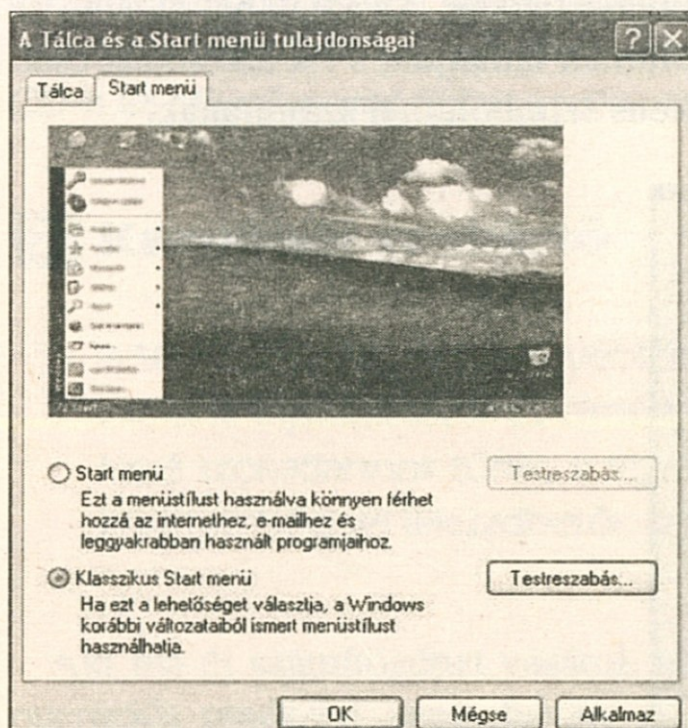 A Tálca és a Start menü tulajdonságai
Tálca Start menü
Start menü Testreszabás...
Ezt a menüstílust használva könnyen férhet
hozzá az internethez, e-mailhez és
leggyakrabban használt programjaihoz.
Klasszikus Start menü Testreszabás...
Ha ezt a lehetőséget választja, a Windows
korábbi változataiból ismert menüstílust
használhatja.
OK Mégse Alkalmaz